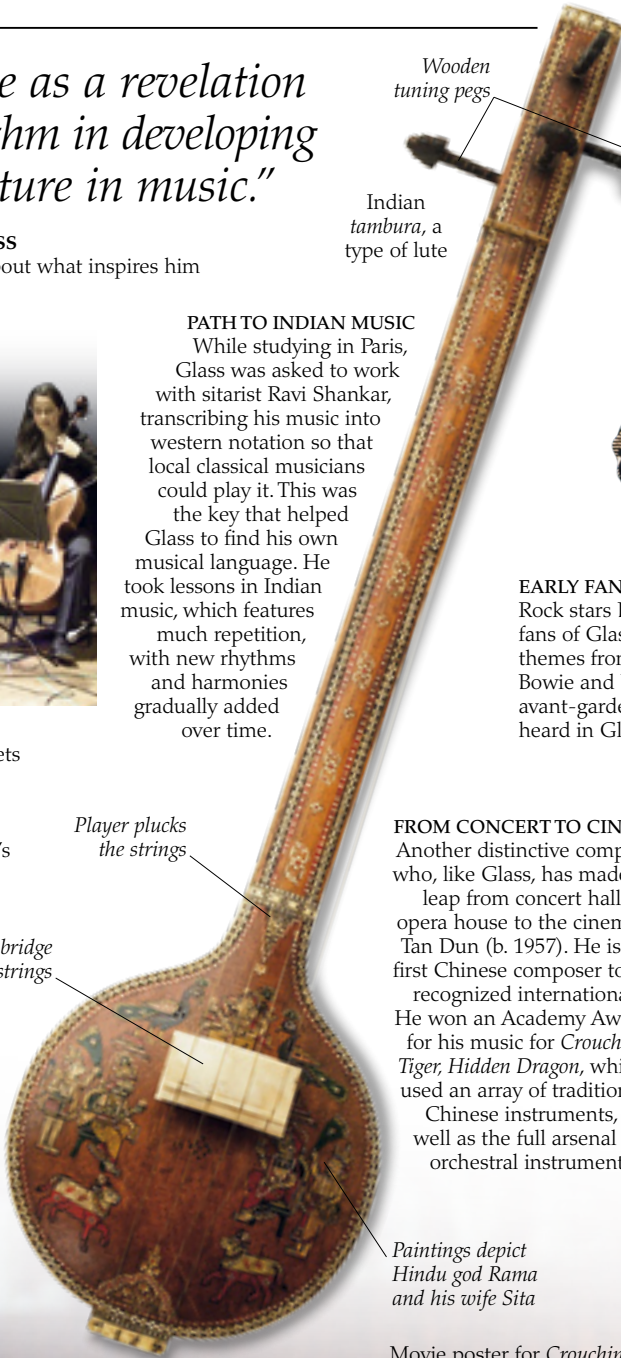 e as a revelation
hm in developing
ture in music.”
SS
out what inspires him
Wooden
tuning pegs
Indian
tambura, a
type of lute
PATH TO INDIAN MUSIC
While studying in Paris,
Glass was asked to work
with sitarist Ravi Shankar,
transcribing his music into
western notation so that
local classical musicians
could play it. This was
the key that helped
Glass to find his own
musical language. He
took lessons in Indian
music, which features
much repetition,
with new rhythms
and harmonies
gradually added
over time.
EARLY FAN
Rock stars
fans of Glas
themes from
Bowie and
avant-garde
heard in Gl
ets
's
Player plucks
the strings
bridge
strings
FROM CONCERT TO CIN
Another distinctive comp
who, like Glass, has made
leap from concert hall
opera house to the cinem
Tan Dun (b. 1957). He is
first Chinese composer to
recognized internationa
He won an Academy Aw
for his music for Crouch
Tiger, Hidden Dragon, whi
used an array of tradition
Chinese instruments,
well as the full arsenal
orchestral instrument
Paintings depict
Hindu god Rama
and his wife Sita
Movie poster for Crouchin